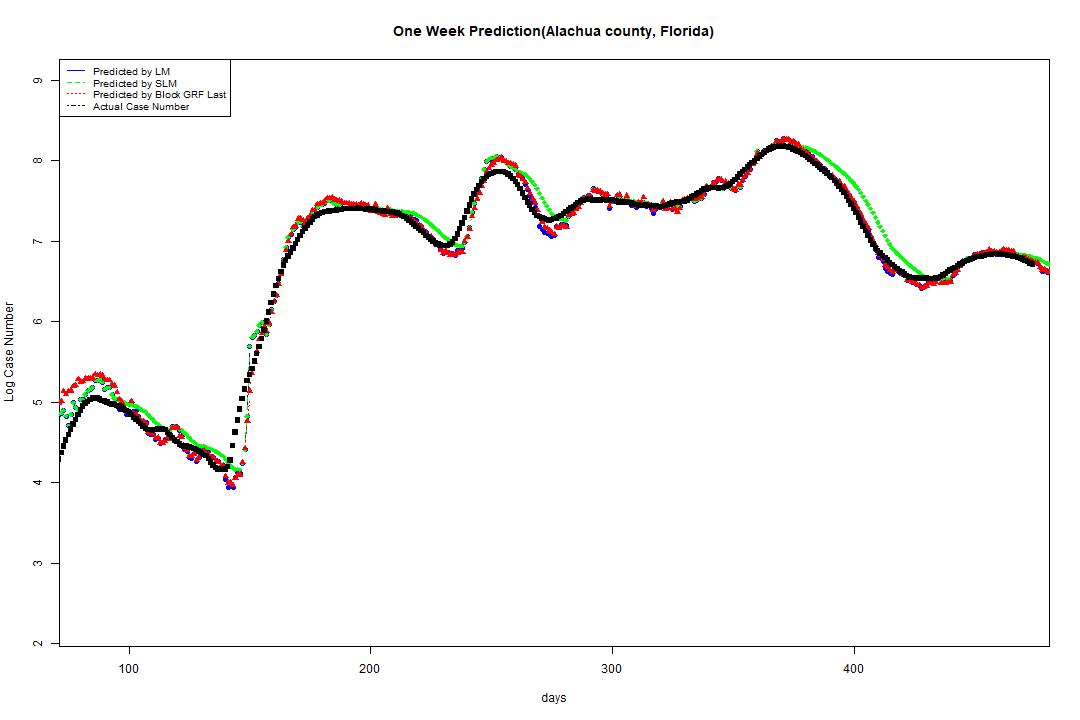 One Week Prediction(Alachua county, Florida)
Predicted by LM
Predicted by SLM
Predicted by Block GRF Last
Actual Case Number
9
8
7
6
5
4
3
2
Log Case Number
100 200 300 400
days